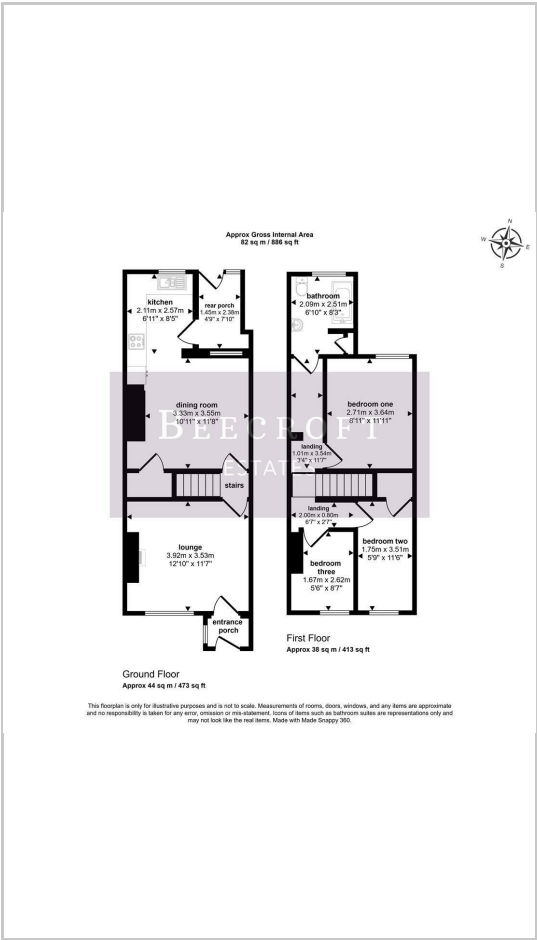 N
W
E
S
Approx Gross Internal Area
82 sq m / 886 sq ft
kitchen
2.11m x 2.57m
6'11" x 8'5"
rear porch
1.45m x 2.38m
4'9" x 7'10"
dining room
3.33m x 3.55m
10'11" x 11'8"
stairs
lounge
3.92m x 3.53m
12'10" x 11'7"
entrance
porch
Ground Floor
Approx 44 sq m / 473 sq ft
bathroom
2.09m x 2.51m
6'10" x 8'3"
bedroom one
2.71m x 3.64m
8'11" x 11'11"
landing
1.01m x 3.54m
3'4" x 11'7"
landing
2.00m x 0.80m
6'7" x 2'7"
bedroom two
1.75m x 3.51m
5'9" x 11'6"
bedroom
three
1.67m x 2.62m
5'6" x 8'7"
First Floor
Approx 38 sq m / 413 sq ft
BEECROFT
ESTATES
This floorplan is only for illustrative purposes and is not to scale. Measurements of rooms, doors, windows, and any items are approximate
and no responsibility is taken for any error, omission or mis-statement. Icons of items such as bathroom suites are representations only and
may not look like the real items. Made with Made Snappy 360.